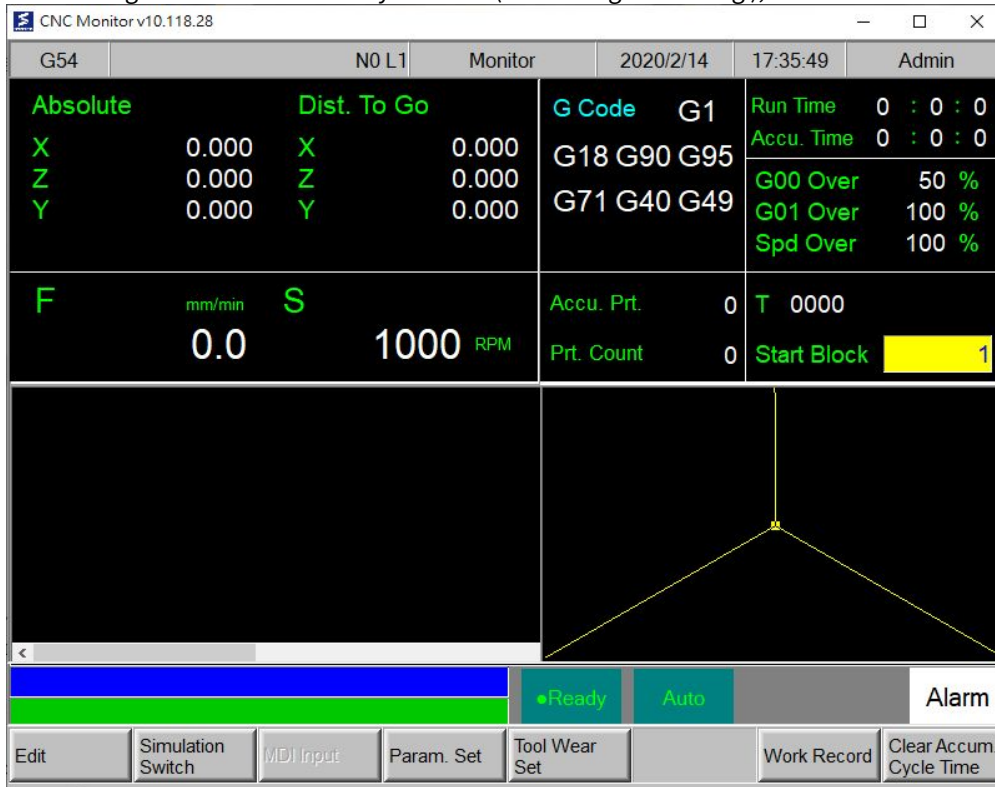 CNC Monitor v10.118.28
G54 N0 L1 Monitor 2020/2/14 17:35:49 Admin
Absolute Dist. To Go
X 0.000 X 0.000
Z 0.000 Z 0.000
Y 0.000 Y 0.000
G Code G1
G18 G90 G95
G71 G40 G49
Run Time 0 : 0 : 0
Accu. Time 0 : 0 : 0
G00 Over 50 %
G01 Over 100 %
Spd Over 100 %
F mm/min S
0.0 1000 RPM
Accu. Prt. 0
Prt. Count 0
T 0000
Start Block 1
●Ready Auto Alarm
Edit
Simulation
Switch
MDI Input
Param. Set
Tool Wear
Set
Work Record
Clear Accum.
Cycle Time